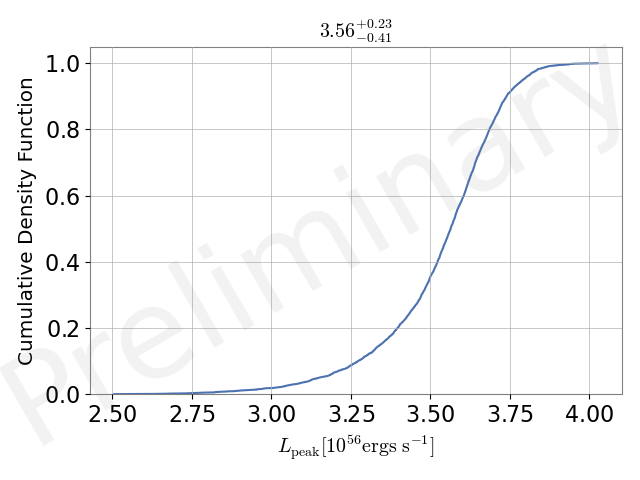 3.56^{+0.23}_{-0.41}
Cumulative Density Function
1.0
0.8
0.6
0.4
0.2
0.0
2.50 2.75 3.00 3.25 3.50 3.75 4.00
L_{peak}[10^{56}ergs s^{-1}]
Preliminary